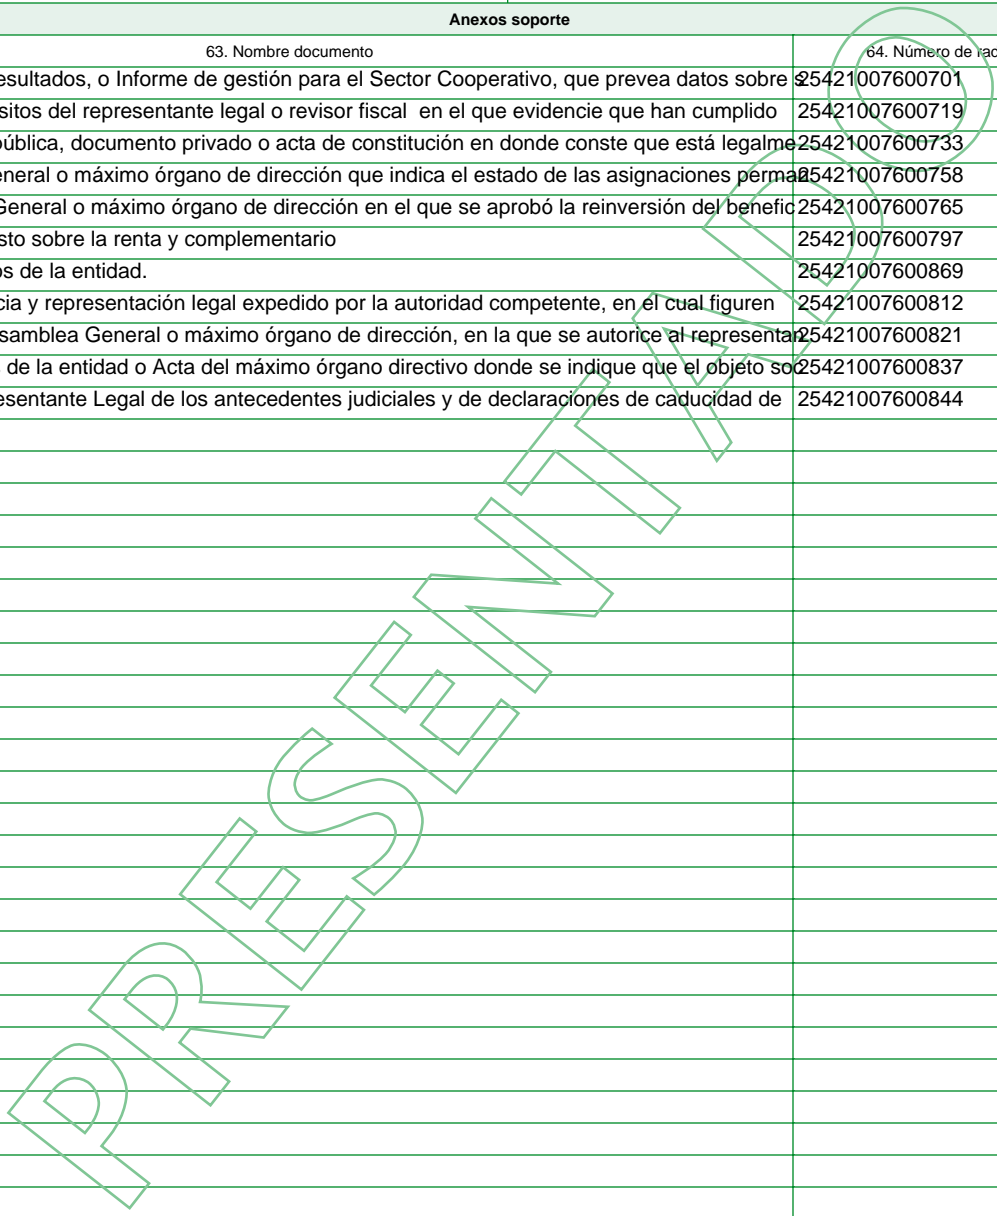 Anexos soporte
63. Nombre documento 64. Número de rad
esultados, o Informe de gestión para el Sector Cooperativo, que prevea datos sobre s 25421007600701
sitos del representante legal o revisor fiscal en el que evidencie que han cumplido 25421007600719
pública, documento privado o acta de constitución en donde conste que está legalme 25421007600733
eneral o máximo órgano de dirección que indica el estado de las asignaciones perman 25421007600758
General o máximo órgano de dirección en el que se aprobó la reinversión del benefic 25421007600765
sto sobre la renta y complementario 25421007600797
os de la entidad. 25421007600869
cia y representación legal expedido por la autoridad competente, en el cual figuren 25421007600812
samblea General o máximo órgano de dirección, en la que se autorice al representan 25421007600821
de la entidad o Acta del máximo órgano directivo donde se indique que el objeto soc 25421007600837
esentante Legal de los antecedentes judiciales y de declaraciones de caducidad de 25421007600844
PRESENTADO